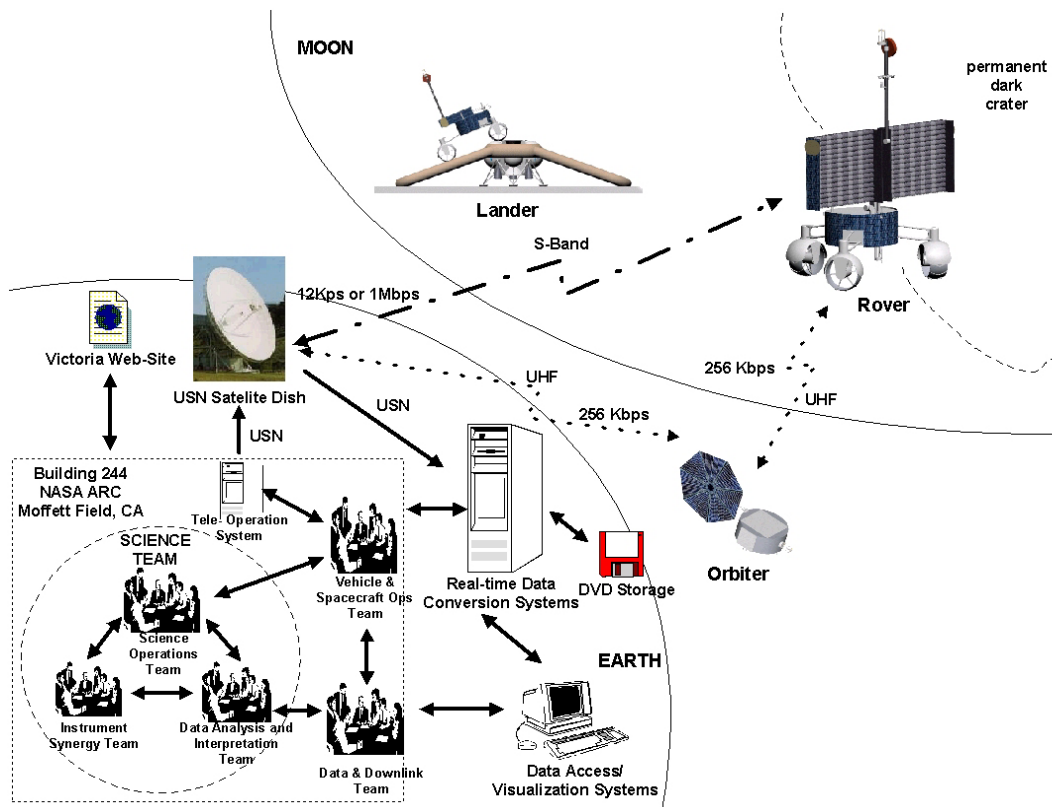 MOON
permanent
dark
crater
Lander
S-Band
Rover
12Kps or 1Mbps
Victoria Web-Site
USN Satelite Dish
256 Kbps
UHF
UHF
256 Kbps
USN
USN
Building 244
NASA ARC
Moffett Field, CA
Tele- Operation
System
SCIENCE
TEAM
Vehicle &
Spacecraft Ops
Team
Real-time Data
Conversion Systems
DVD Storage
Orbiter
Science
Operations
Team
EARTH
Instrument
Synergy Team
Data Analysis and
Interpretation
Team
Data & Downlink
Team
Data Access/
Visualization Systems